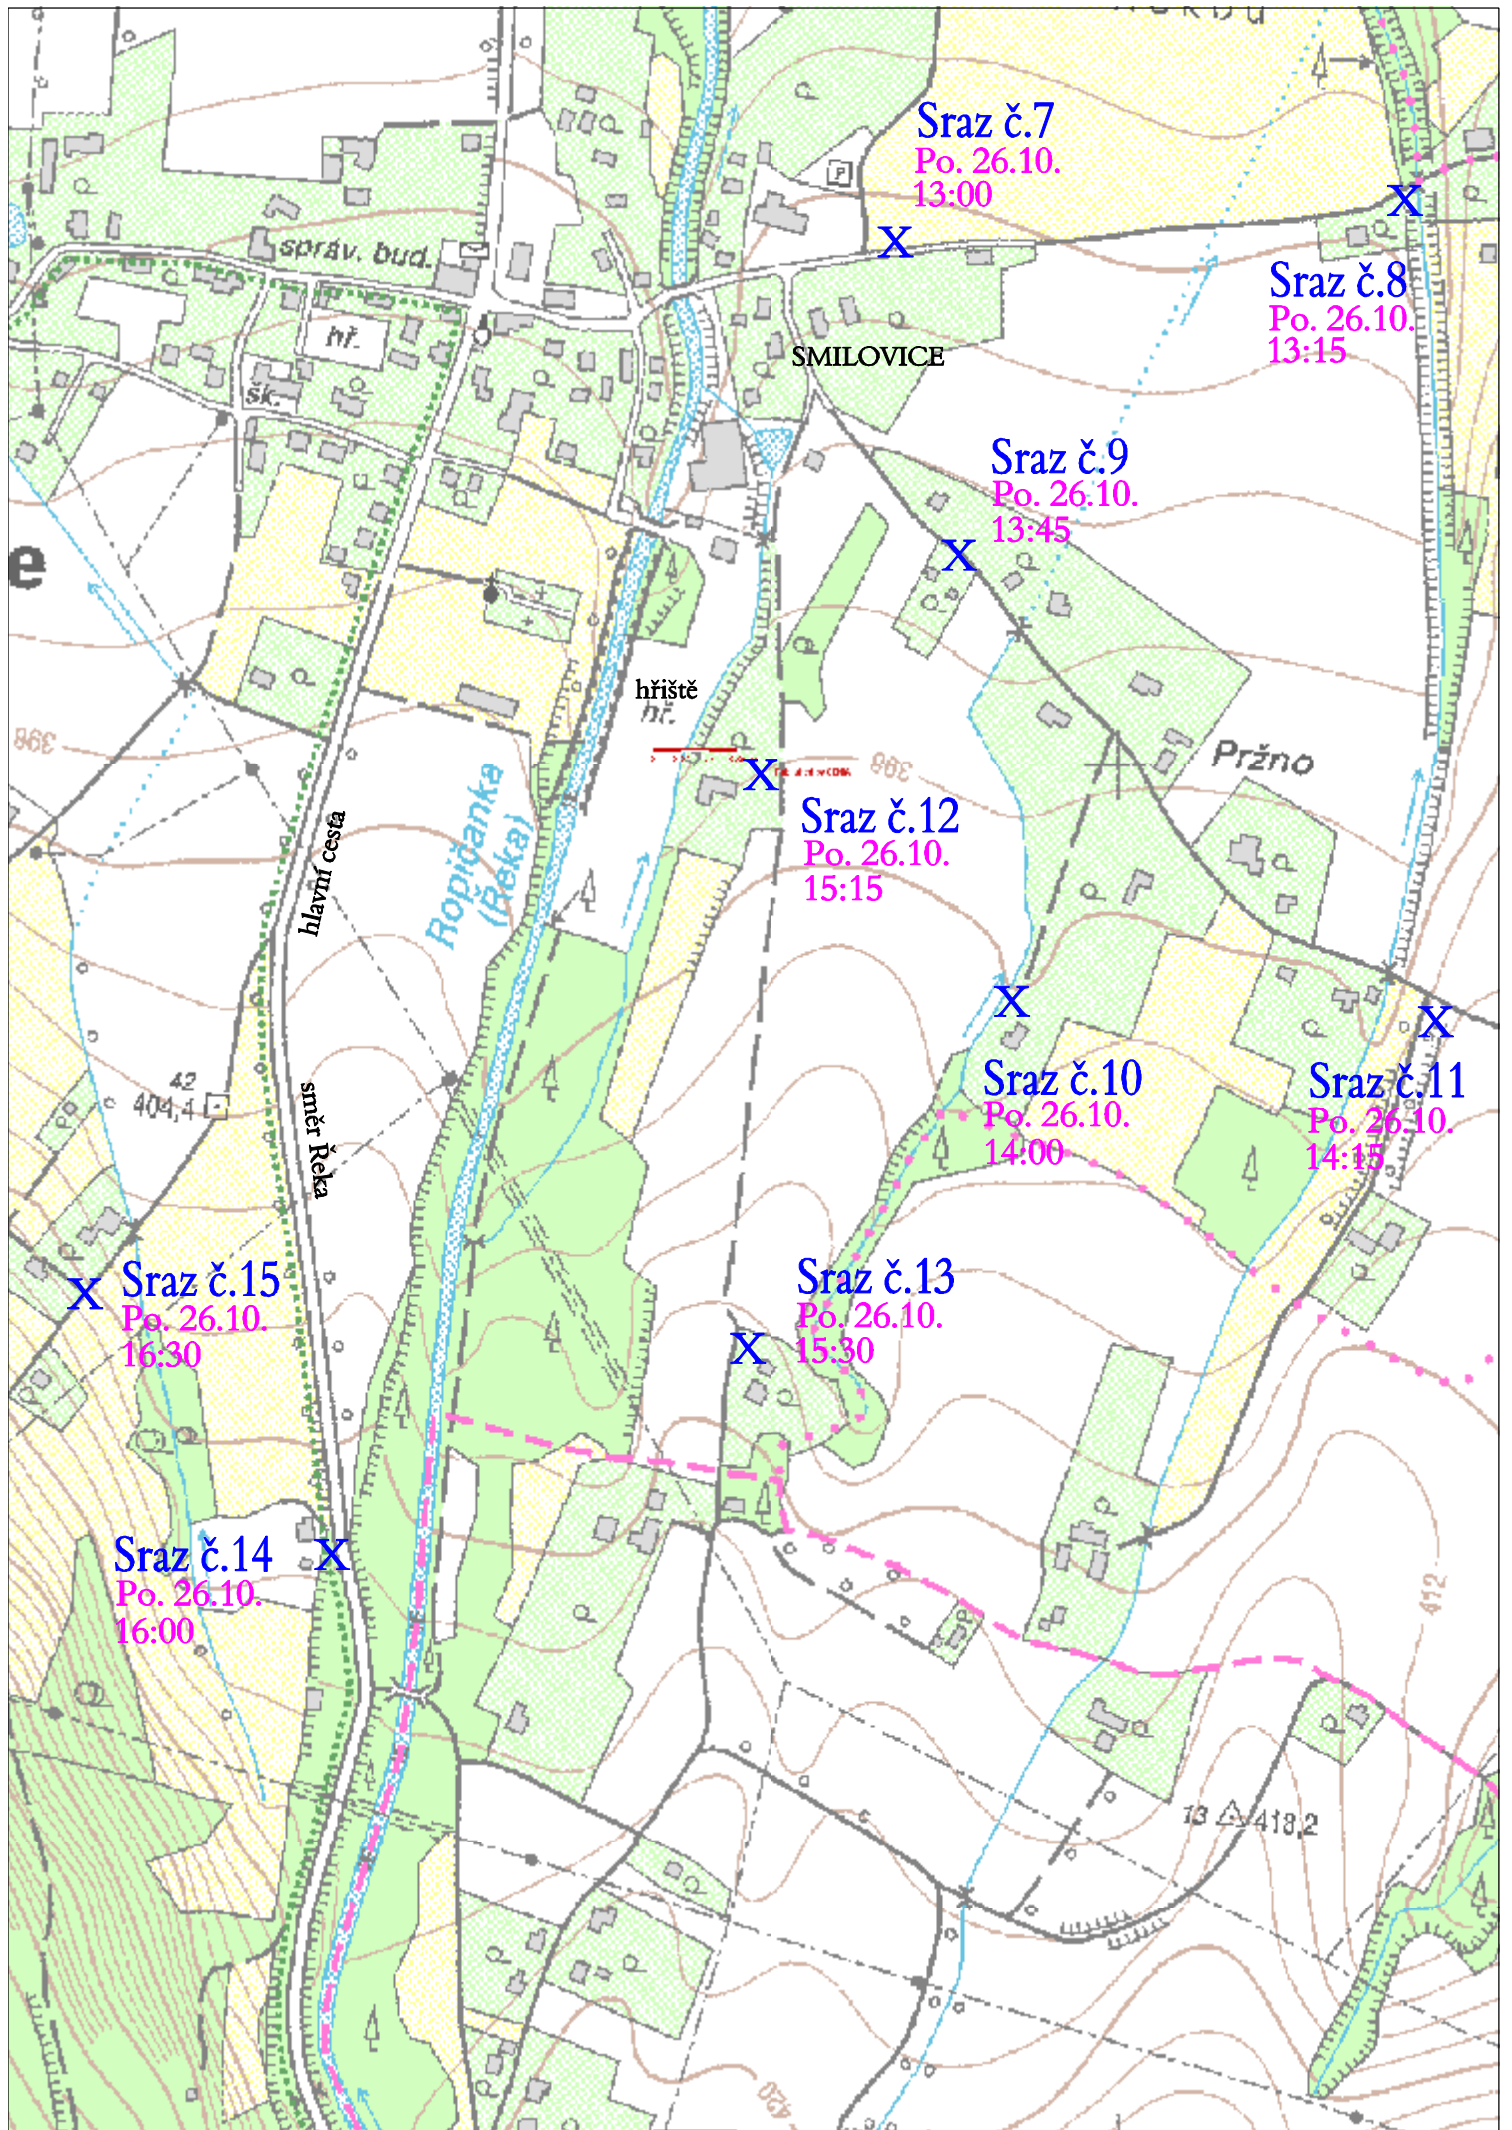 Sraz č.7
Po. 26.10.
13:00
P
správ. bud.
Sraz č.8
Po. 26.10.
13:15
hř.
SMILOVICE
šk.
Sraz č.9
Po. 26.10.
13:45
e
hřiště
hř.
398
398
Pržno
Ropičanka
(Řeka)
hlavní cesta
Sraz č.12
Po. 26.10.
15:15
42
404,4
směr Řeka
Sraz č.10
Po. 26.10.
14:00
Sraz č.11
Po. 26.10.
14:15
Sraz č.15
Po. 26.10.
16:30
Sraz č.13
Po. 26.10.
15:30
Sraz č.14
Po. 26.10.
16:00
412
13
418,2
420